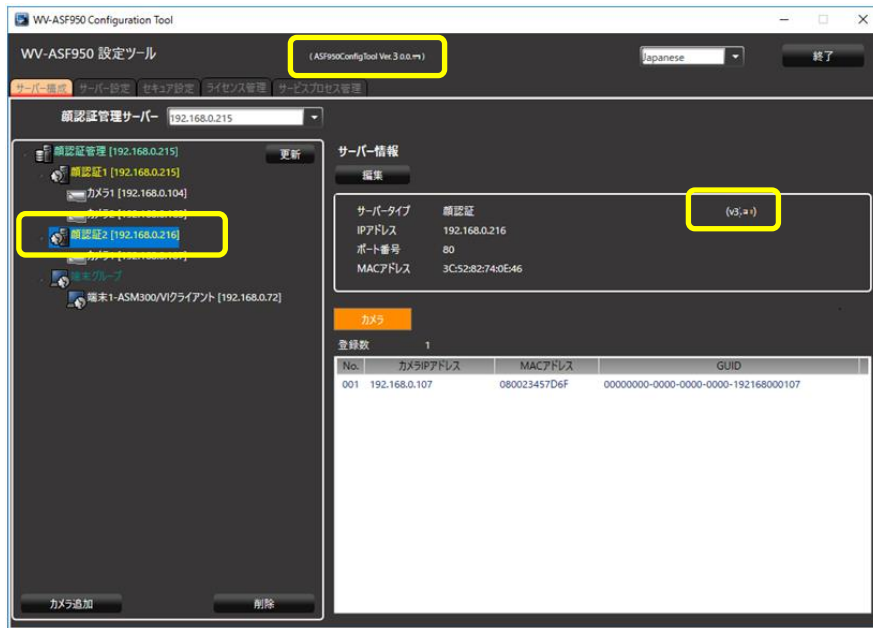 WV-ASF950 Configuration Tool
WV-ASF950 設定ツール
( ASF950ConfigTool Ver.3.0.0.
Japanese
終了
サーバー構成 サーバー設定 セキュア設定 ライセンス管理 サービスプロセス管理
顔認証管理サーバー 192.168.0.215
顔認証管理 [192.168.0.215]
更新
顔認証1 [192.168.0.215]
カメラ1 [192.168.0.104]
顔認証2 [192.168.0.216]
端末グループ
端末1-ASM300/VIクライアント [192.168.0.72]
カメラ追加
削除
サーバー情報
編集
サーバータイプ 顔認証
(v3.
IPアドレス 192.168.0.216
ポート番号 80
MACアドレス 3C:52:82:74:0E:46
カメラ
登録数 1
No. カメラIPアドレス MACアドレス GUID
001 192.168.0.107 080023457D6F 00000000-0000-0000-0000-192168000107